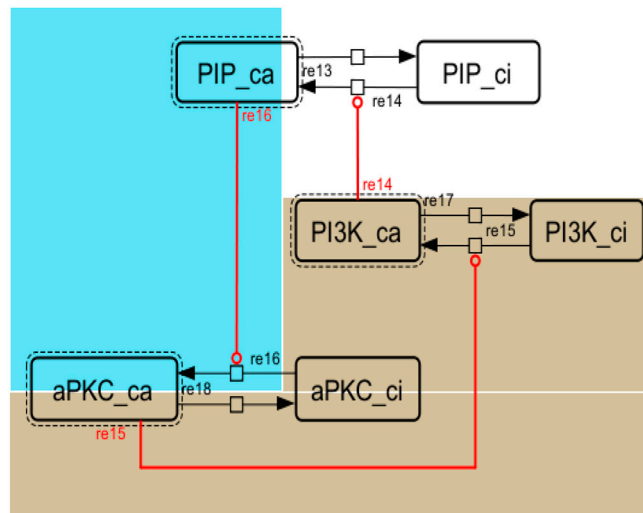 PIP_ca
re13
PIP_ci
re16
re14
re14
re17
PI3K_ca
PI3K_ci
re15
re16
aPKC_ca
re18
aPKC_ci
re15